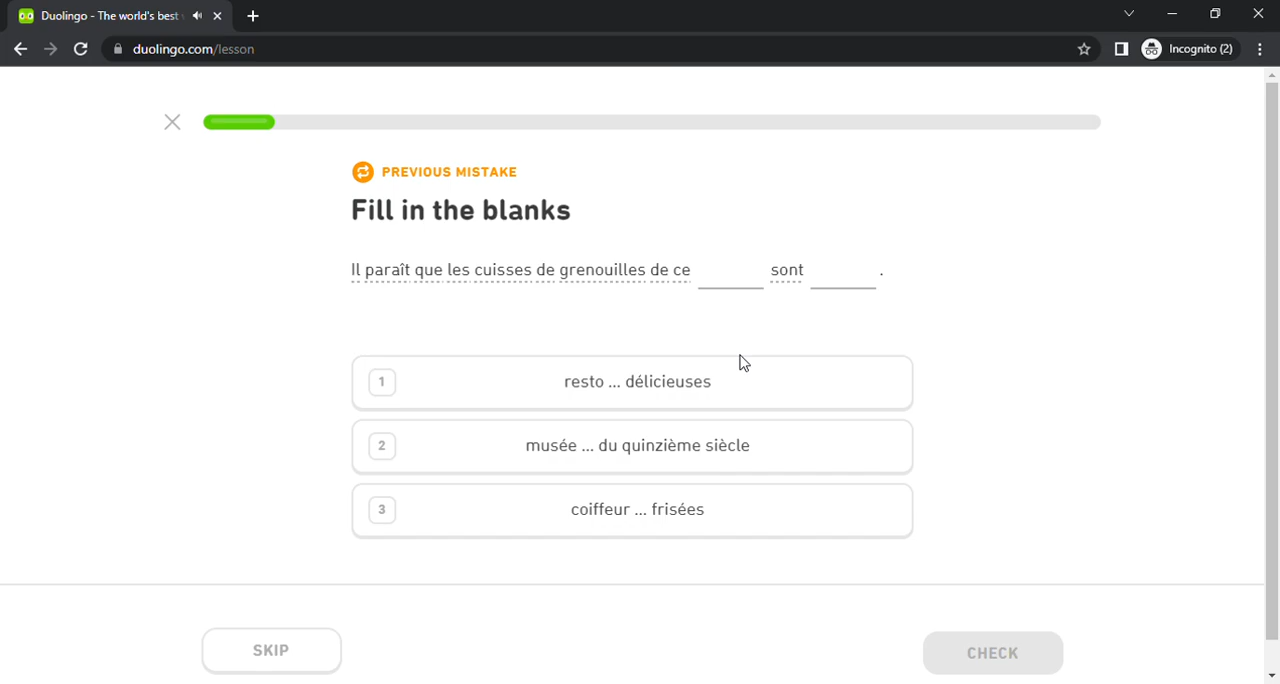 Duolingo - The world's best
duolingo.com/lesson
Incognito (2)
PREVIOUS MISTAKE
Fill in the blanks
Il paraît que les cuisses de grenouilles de ce ______ sont ______ .
1 resto ... délicieuses
2 musée ... du quinzième siècle
3 coiffeur ... frisées
SKIP
CHECK